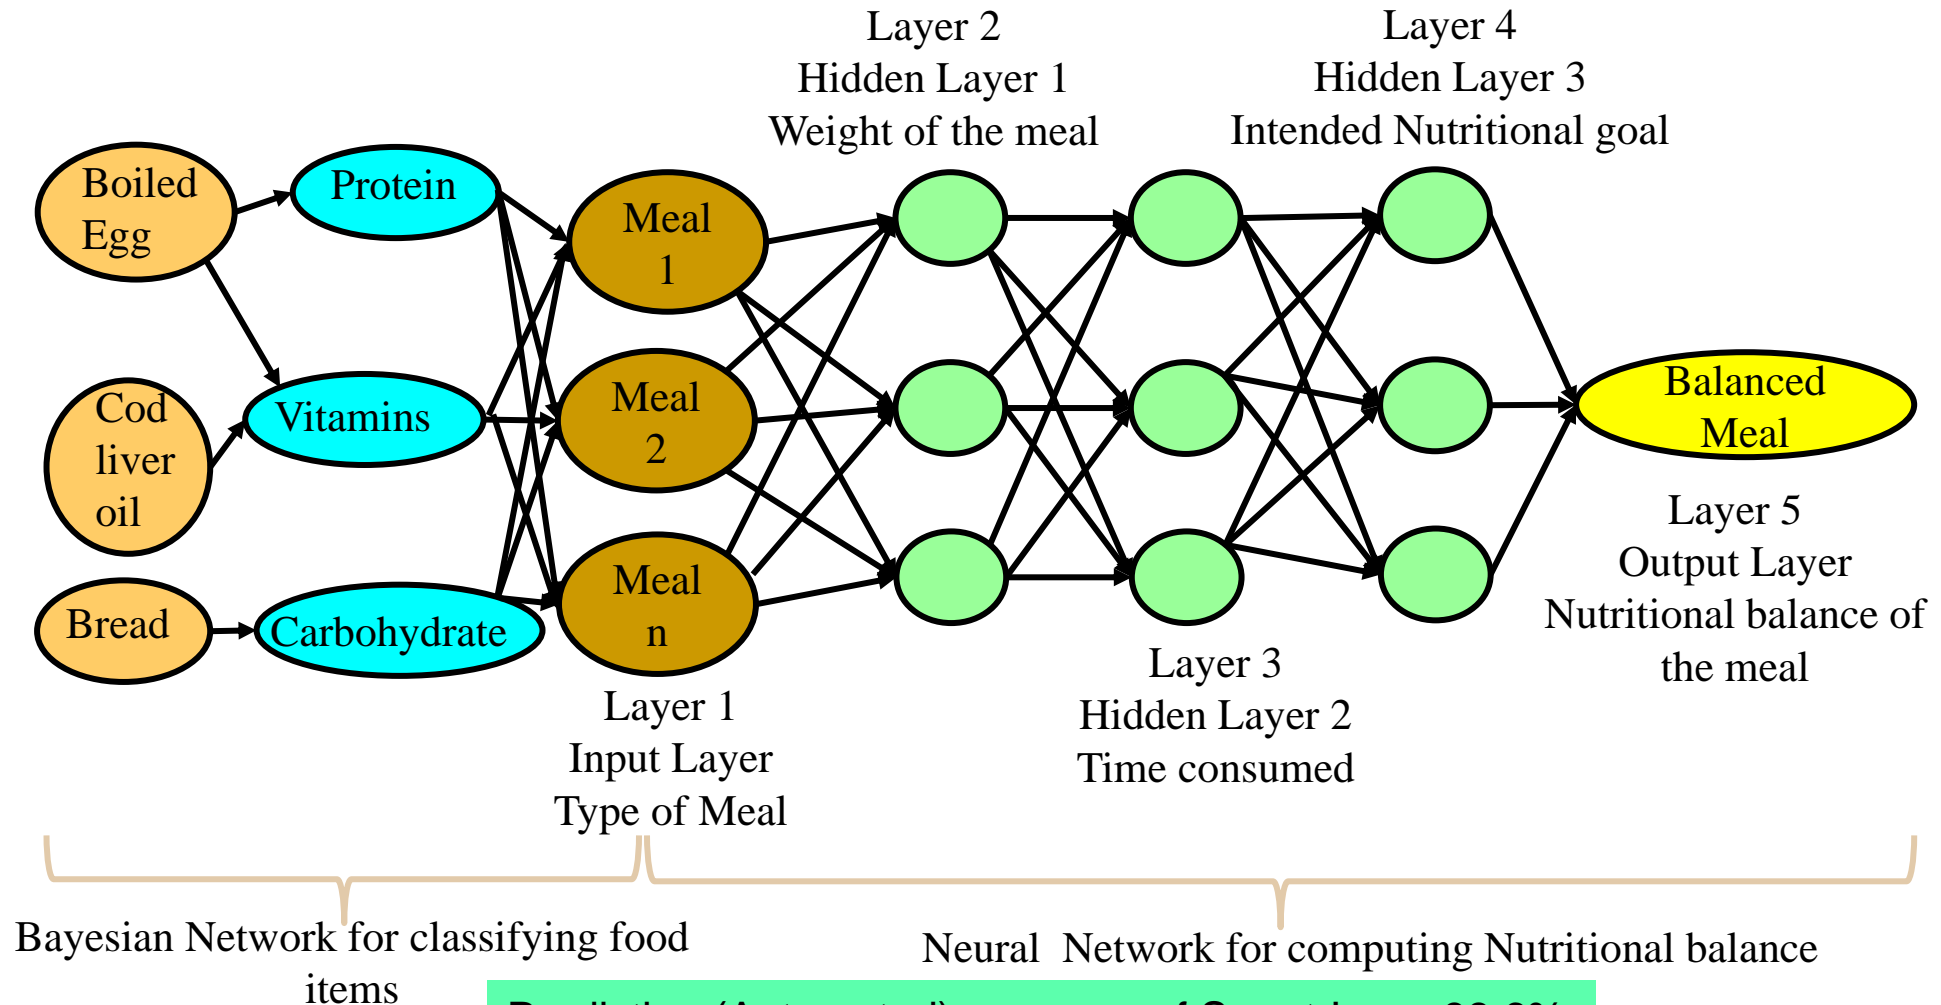 Layer 2
Hidden Layer 1
Weight of the meal
Layer 4
Hidden Layer 3
Intended Nutritional goal
Boiled
Egg
Protein
Meal
1
Cod
liver
oil
Vitamins
Meal
2
Balanced
Meal
Bread
Carbohydrate
Meal
n
Layer 5
Output Layer
Nutritional balance of
the meal
Layer 1
Input Layer
Type of Meal
Layer 3
Hidden Layer 2
Time consumed
Bayesian Network for classifying food
items
Neural Network for computing Nutritional balance